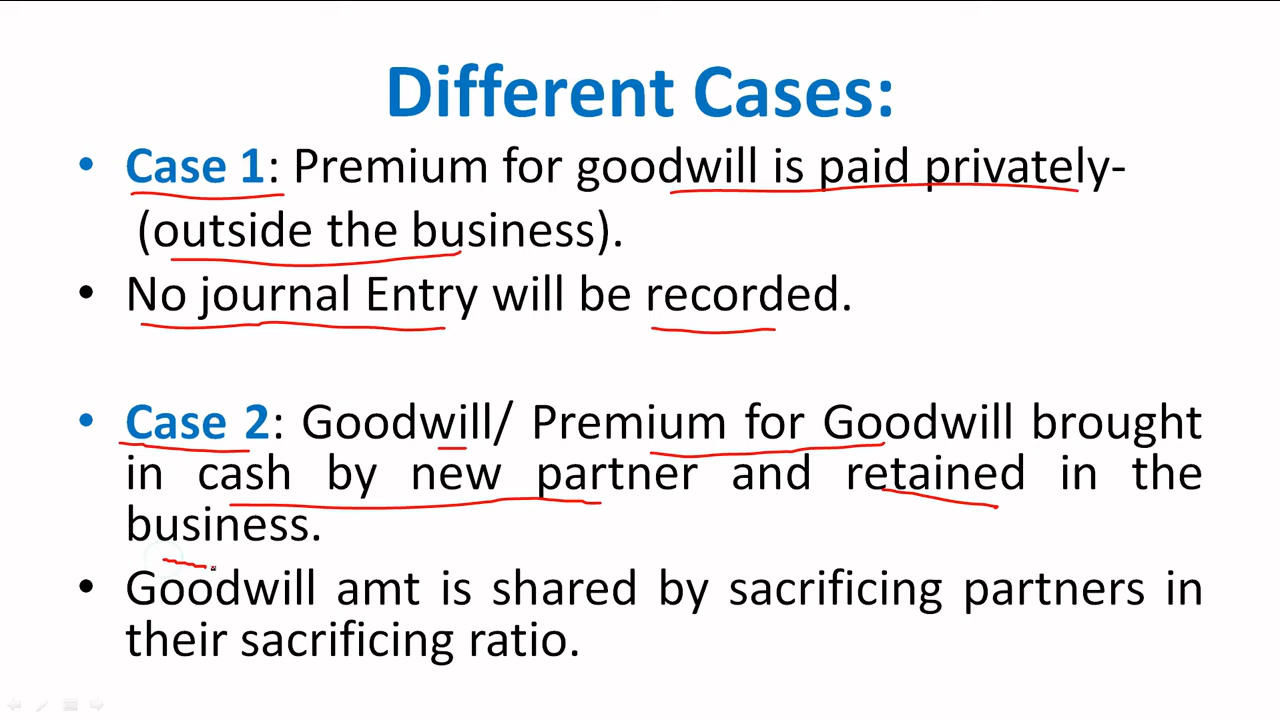 Different Cases:
• Case 1: Premium for goodwill is paid privately-
(outside the business).
• No journal Entry will be recorded.
• Case 2: Goodwill/ Premium for Goodwill brought
in cash by new partner and retained in the
business.
• Goodwill amt is shared by sacrificing partners in
their sacrificing ratio.